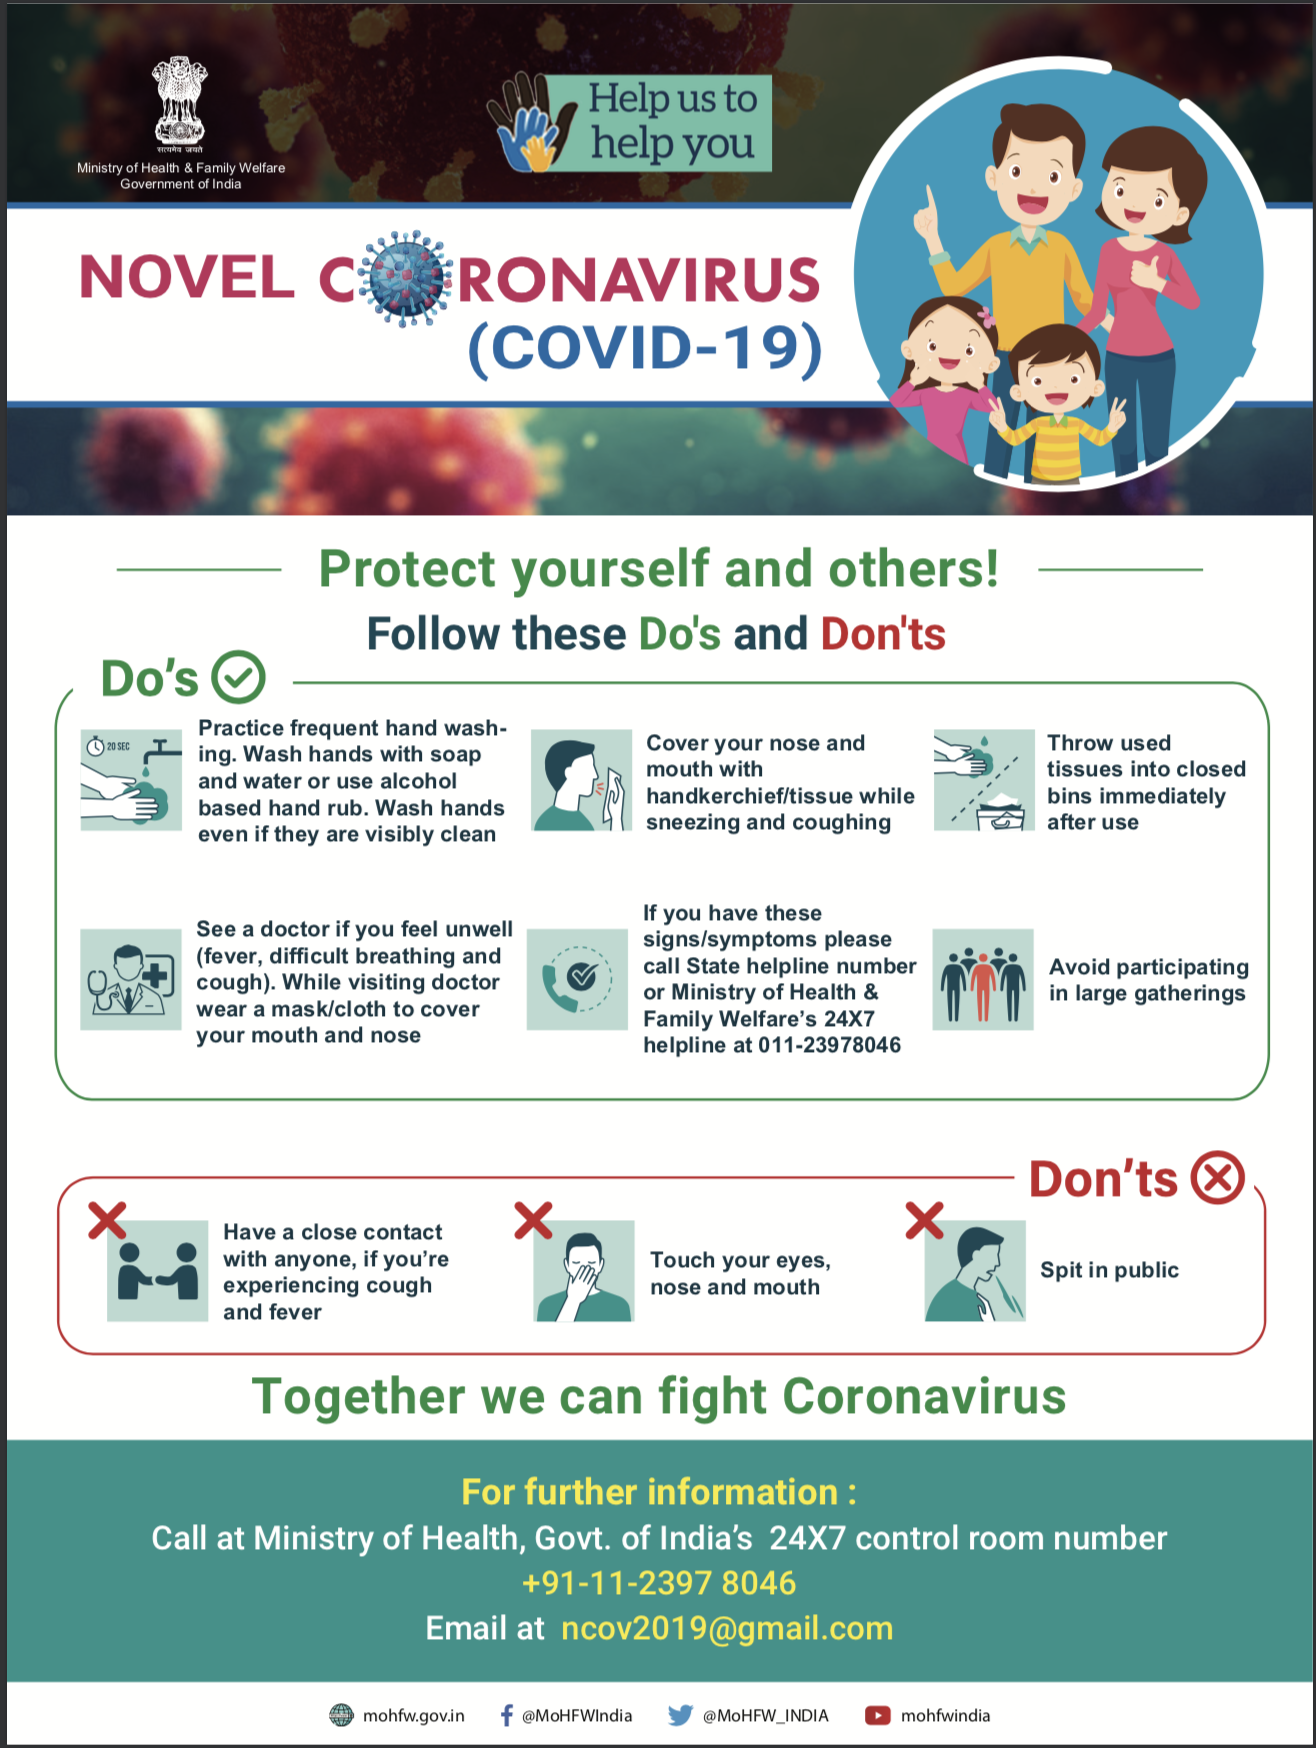 सत्यमेव जयते
Ministry of Health & Family Welfare
Government of India
Help us to
help you
NOVEL CORONAVIRUS
(COVID-19)
Protect yourself and others!
Follow these Do's and Don'ts
Do’s
20 SEC
Practice frequent hand wash-
ing. Wash hands with soap
and water or use alcohol
based hand rub. Wash hands
even if they are visibly clean
Cover your nose and
mouth with
handkerchief/tissue while
sneezing and coughing
Throw used
tissues into closed
bins immediately
after use
See a doctor if you feel unwell
(fever, difficult breathing and
cough). While visiting doctor
wear a mask/cloth to cover
your mouth and nose
If you have these
signs/symptoms please
call State helpline number
or Ministry of Health &
Family Welfare’s 24X7
helpline at 011-23978046
Avoid participating
in large gatherings
Don’ts
Have a close contact
with anyone, if you’re
experiencing cough
and fever
Touch your eyes,
nose and mouth
Spit in public
Together we can fight Coronavirus
For further information :
Call at Ministry of Health, Govt. of India’s 24X7 control room number
+91-11-2397 8046
Email at ncov2019@gmail.com
mohfw.gov.in @MoHFWIndia @MoHFW_INDIA mohfwindia